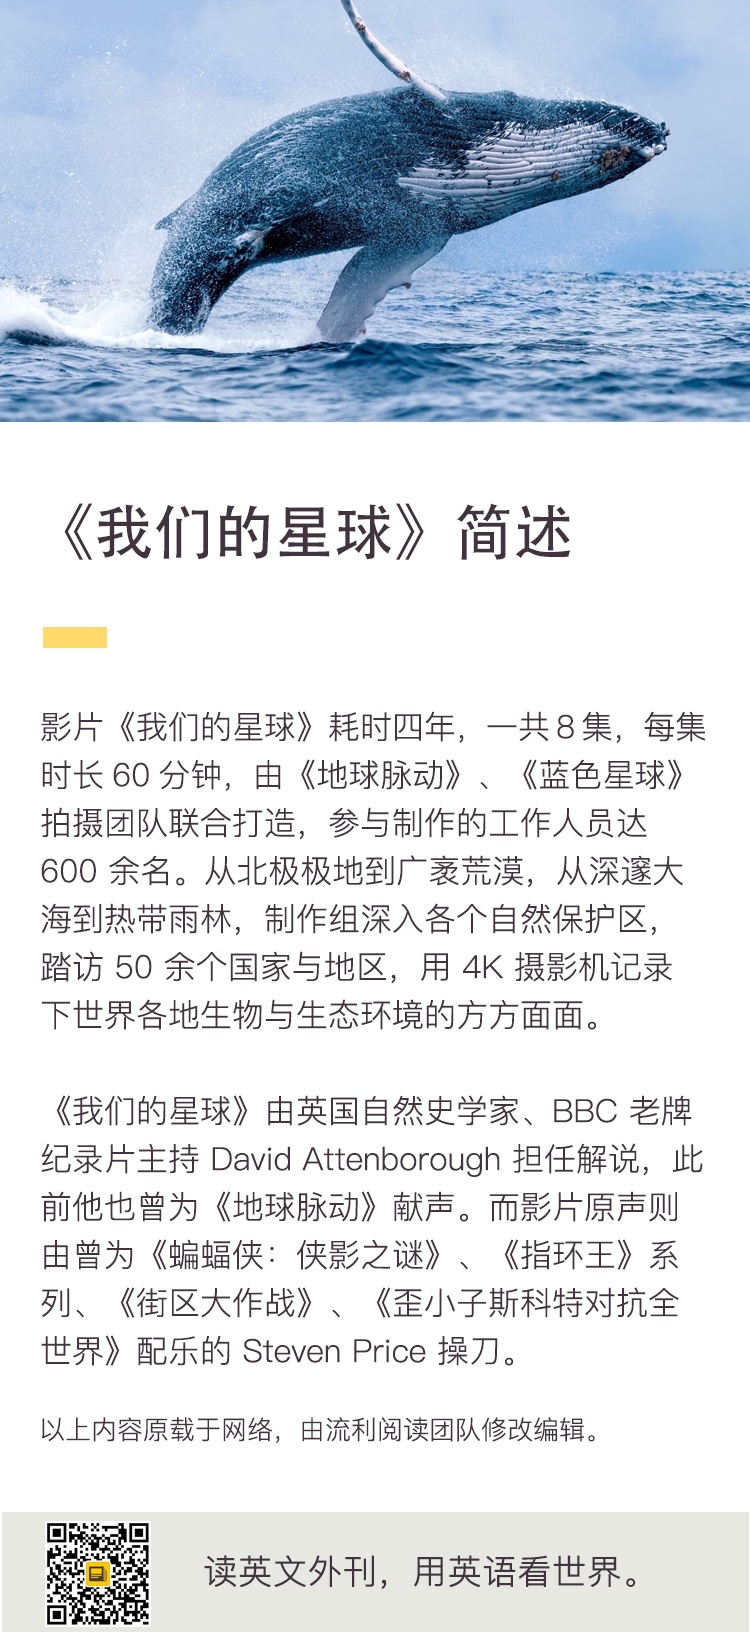 《我们的星球》简述
影片《我们的星球》耗时四年，一共 8 集，每集
时长 60 分钟，由《地球脉动》、《蓝色星球》
拍摄团队联合打造，参与制作的工作人员达
600 余名。从北极极地到广袤荒漠，从深邃大
海到热带雨林，制作组深入各个自然保护区，
踏访 50 余个国家与地区，用 4K 摄影机记录
下世界各地生物与生态环境的方方面面。
《我们的星球》由英国自然史学家、BBC 老牌
纪录片主持 David Attenborough 担任解说，此
前他也曾为《地球脉动》献声。而影片原声则
由曾为《蝙蝠侠：侠影之谜》、《指环王》系
列、《街区大作战》、《歪小子斯科特对抗全
世界》配乐的 Steven Price 操刀。
以上内容原载于网络，由流利阅读团队修改编辑。
读英文外刊，用英语看世界。